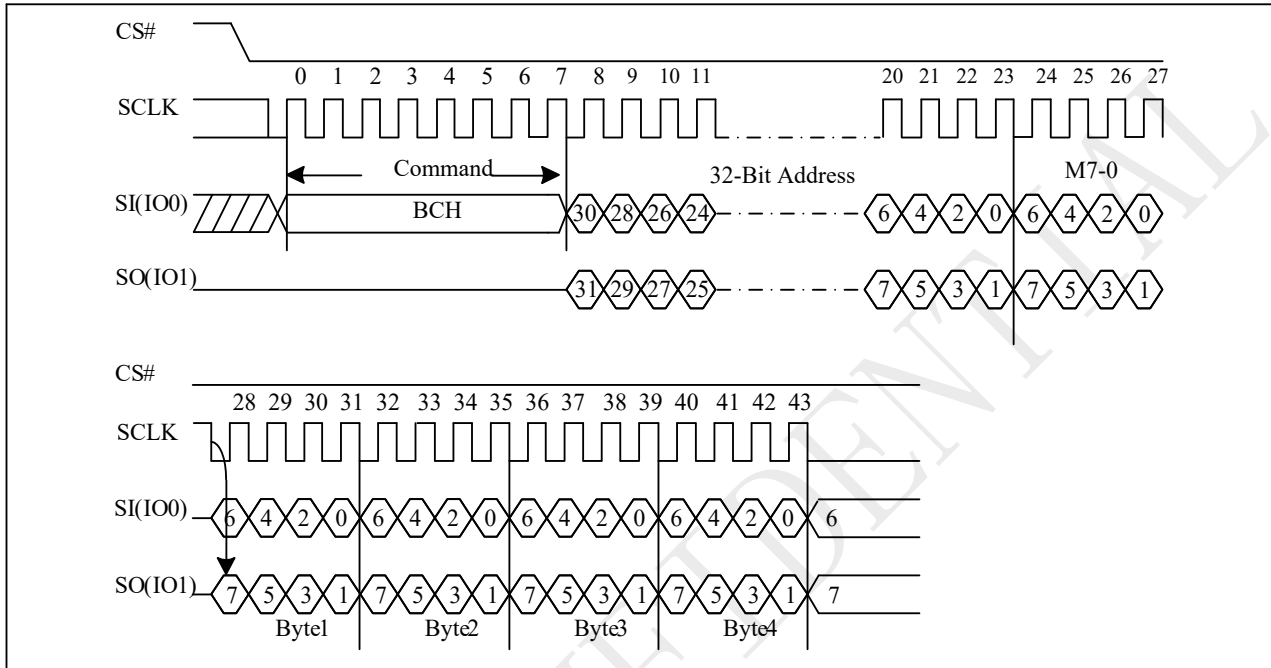 CS#
0 1 2 3 4 5 6 7 8 9 10 11 20 21 22 23 24 25 26 27
SCLK
Command 32-Bit Address M7-0
SI(IO0) BCH 30 28 26 24 6 4 2 0 6 4 2 0
SO(IO1) 31 29 27 25 7 5 3 1 7 5 3 1
CS#
28 29 30 31 32 33 34 35 36 37 38 39 40 41 42 43
SCLK
SI(IO0) 6 4 2 0 6 4 2 0 6 4 2 0 6 4 2 0 6
SO(IO1) 7 5 3 1 7 5 3 1 7 5 3 1 7 5 3 1 7
Byte1 Byte2 Byte3 Byte4